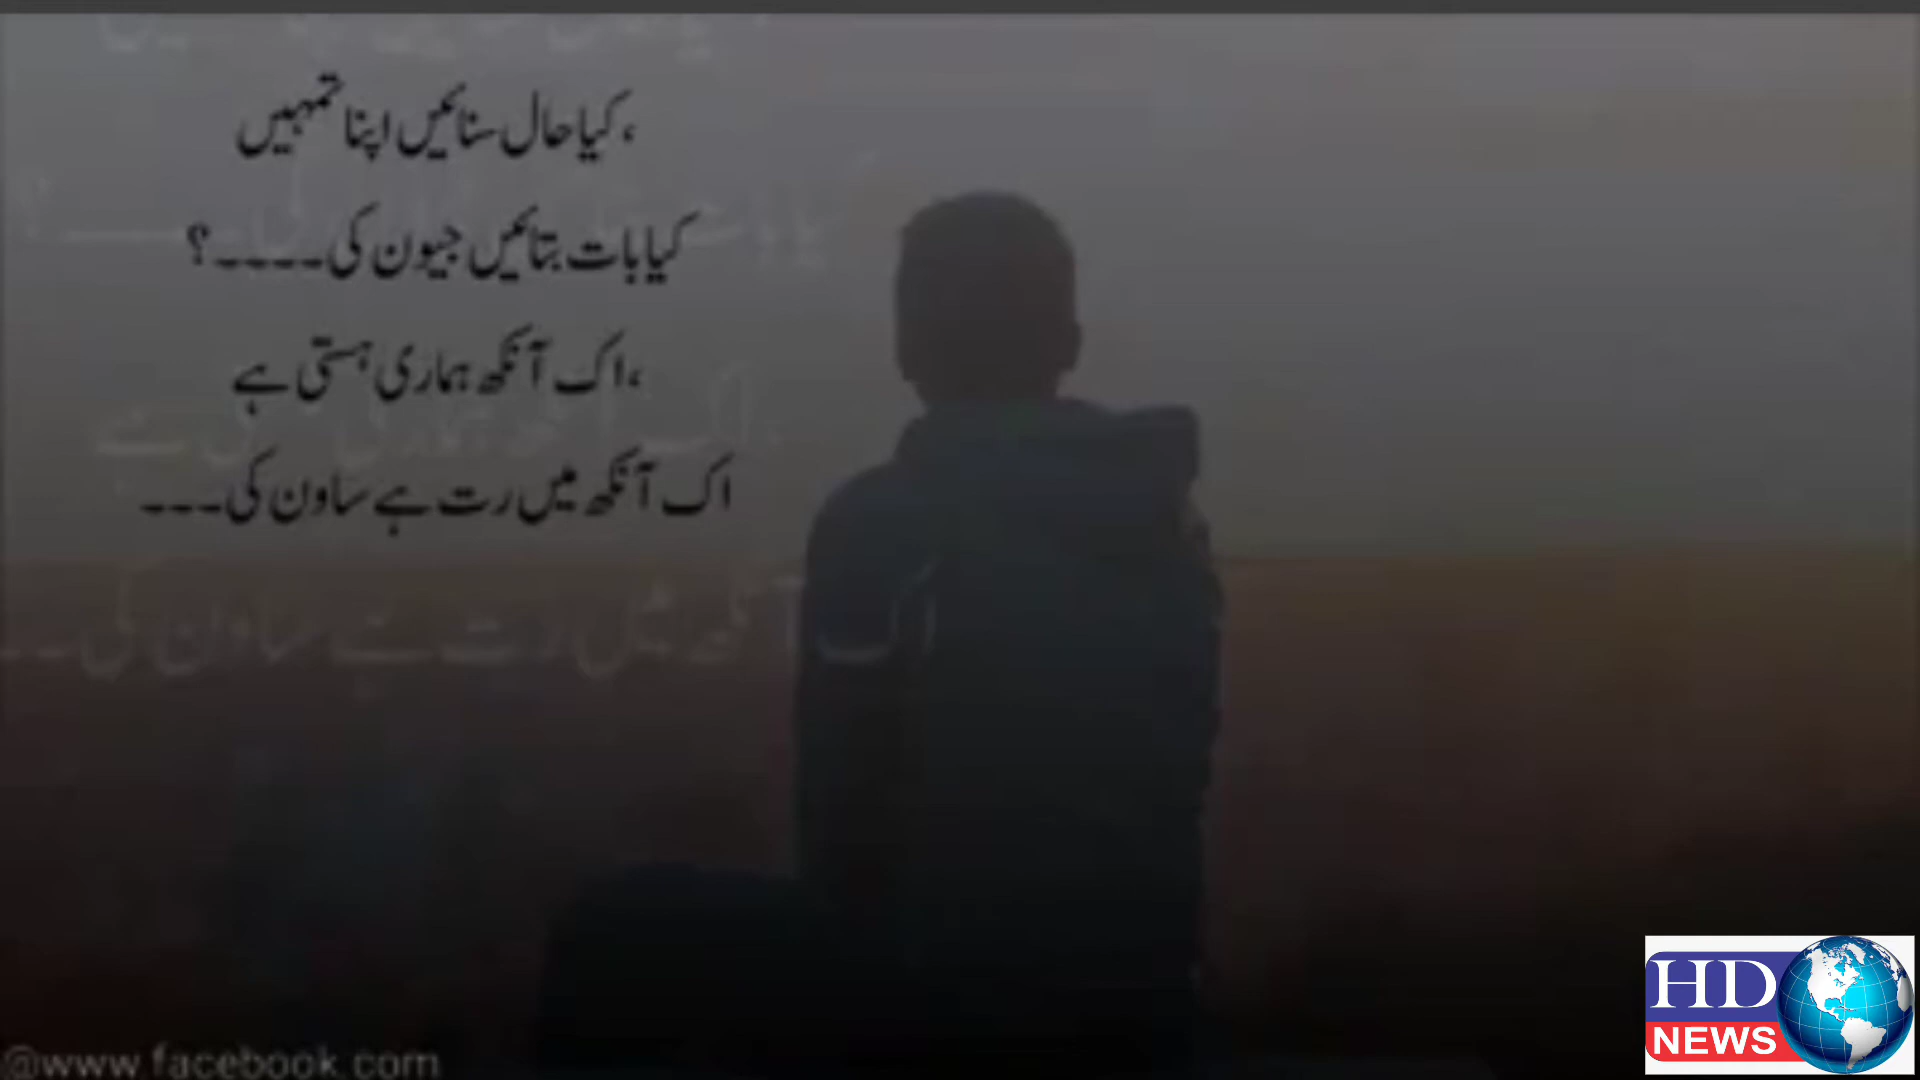 کیا حال سنائیں اپنا تمہیں،
کیا بات بتائیں جیون کی۔۔۔۔؟
اک آنکھ ہماری ہستی ہے،
اک آنکھ میں رت ہے ساون کی۔۔۔
@www.facebook.com
HD
NEWS